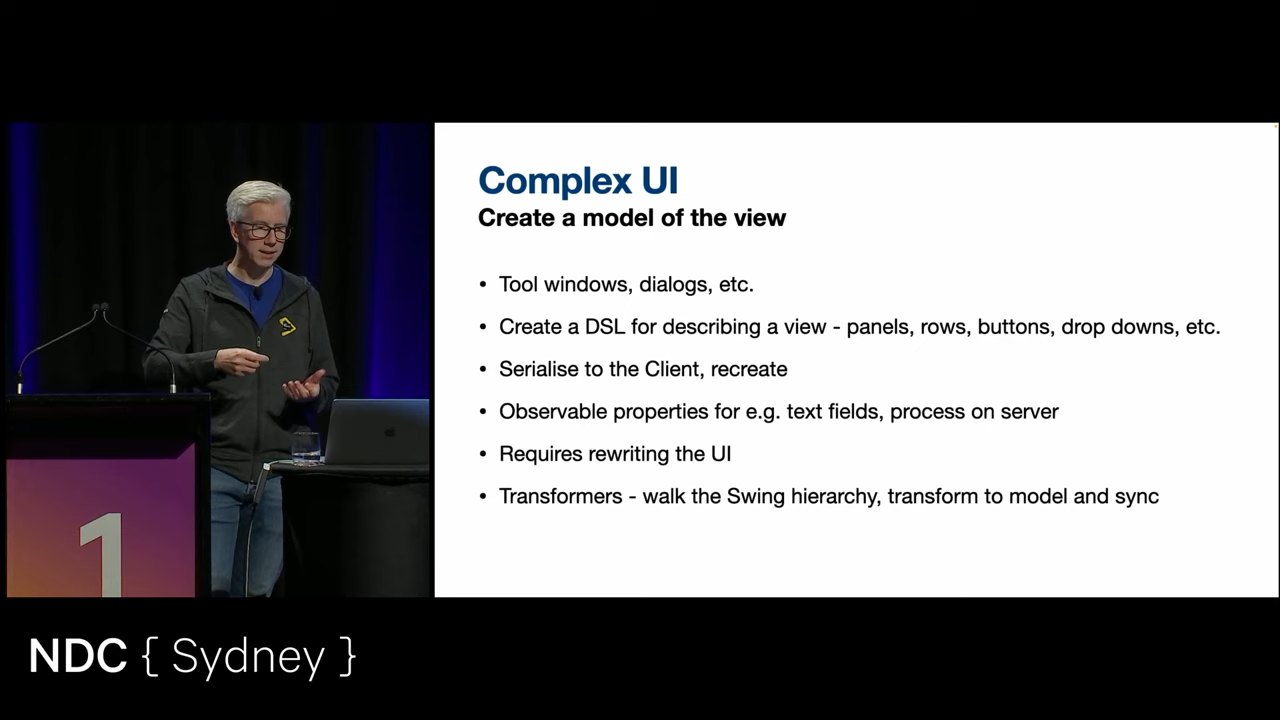 Complex UI
Create a model of the view
• Tool windows, dialogs, etc.
• Create a DSL for describing a view - panels, rows, buttons, drop downs, etc.
• Serialise to the Client, recreate
• Observable properties for e.g. text fields, process on server
• Requires rewriting the UI
• Transformers - walk the Swing hierarchy, transform to model and sync
1
NDC { Sydney }